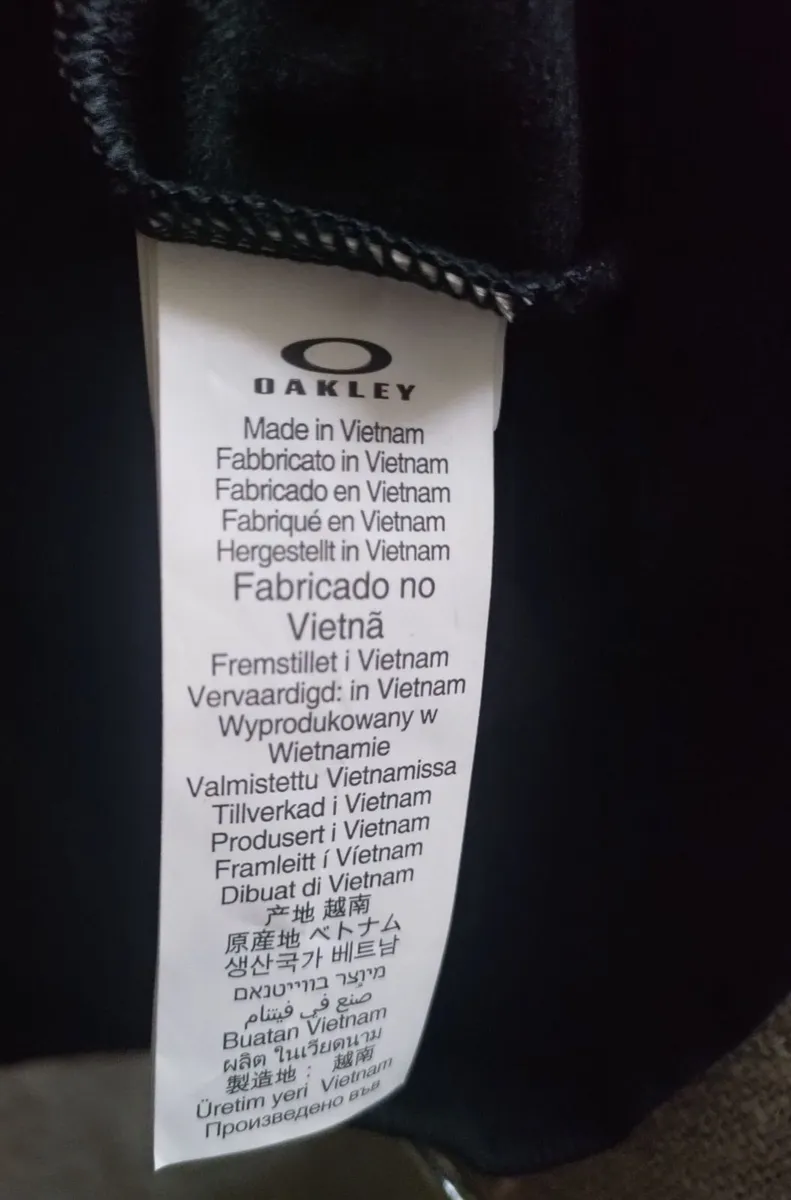 OAKLEY
Made in Vietnam
Fabbricato in Vietnam
Fabricado en Vietnam
Fabriqué en Vietnam
Hergestellt in Vietnam
Fabricado no
Vietnã
Fremstillet i Vietnam
Vervaardigd: in Vietnam
Wyprodukowany w
Wietnamie
Valmistettu Vietnamissa
Tillverkad i Vietnam
Produsert i Vietnam
Framleitt í Víetnam
Dibuat di Vietnam
产地 越南
原産地 ベトナム
생산국가 베트남
מיוצר בווייטנאם
صنع في فيتنام
Buatan Vietnam
ผลิต ในเวียดนาม
製造地： 越南
Üretim yeri Vietnam
Произведено във